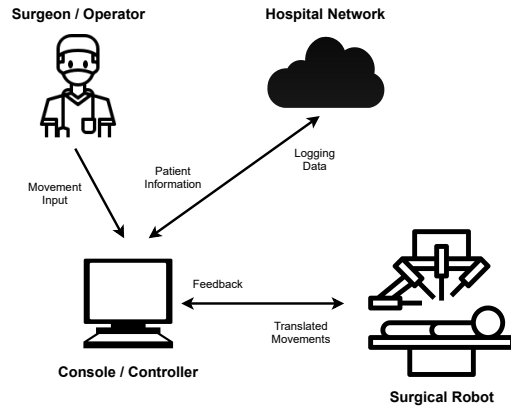 Surgeon / Operator
Hospital Network
Movement
Input
Patient
Information
Logging
Data
Feedback
Translated
Movements
Console / Controller
Surgical Robot